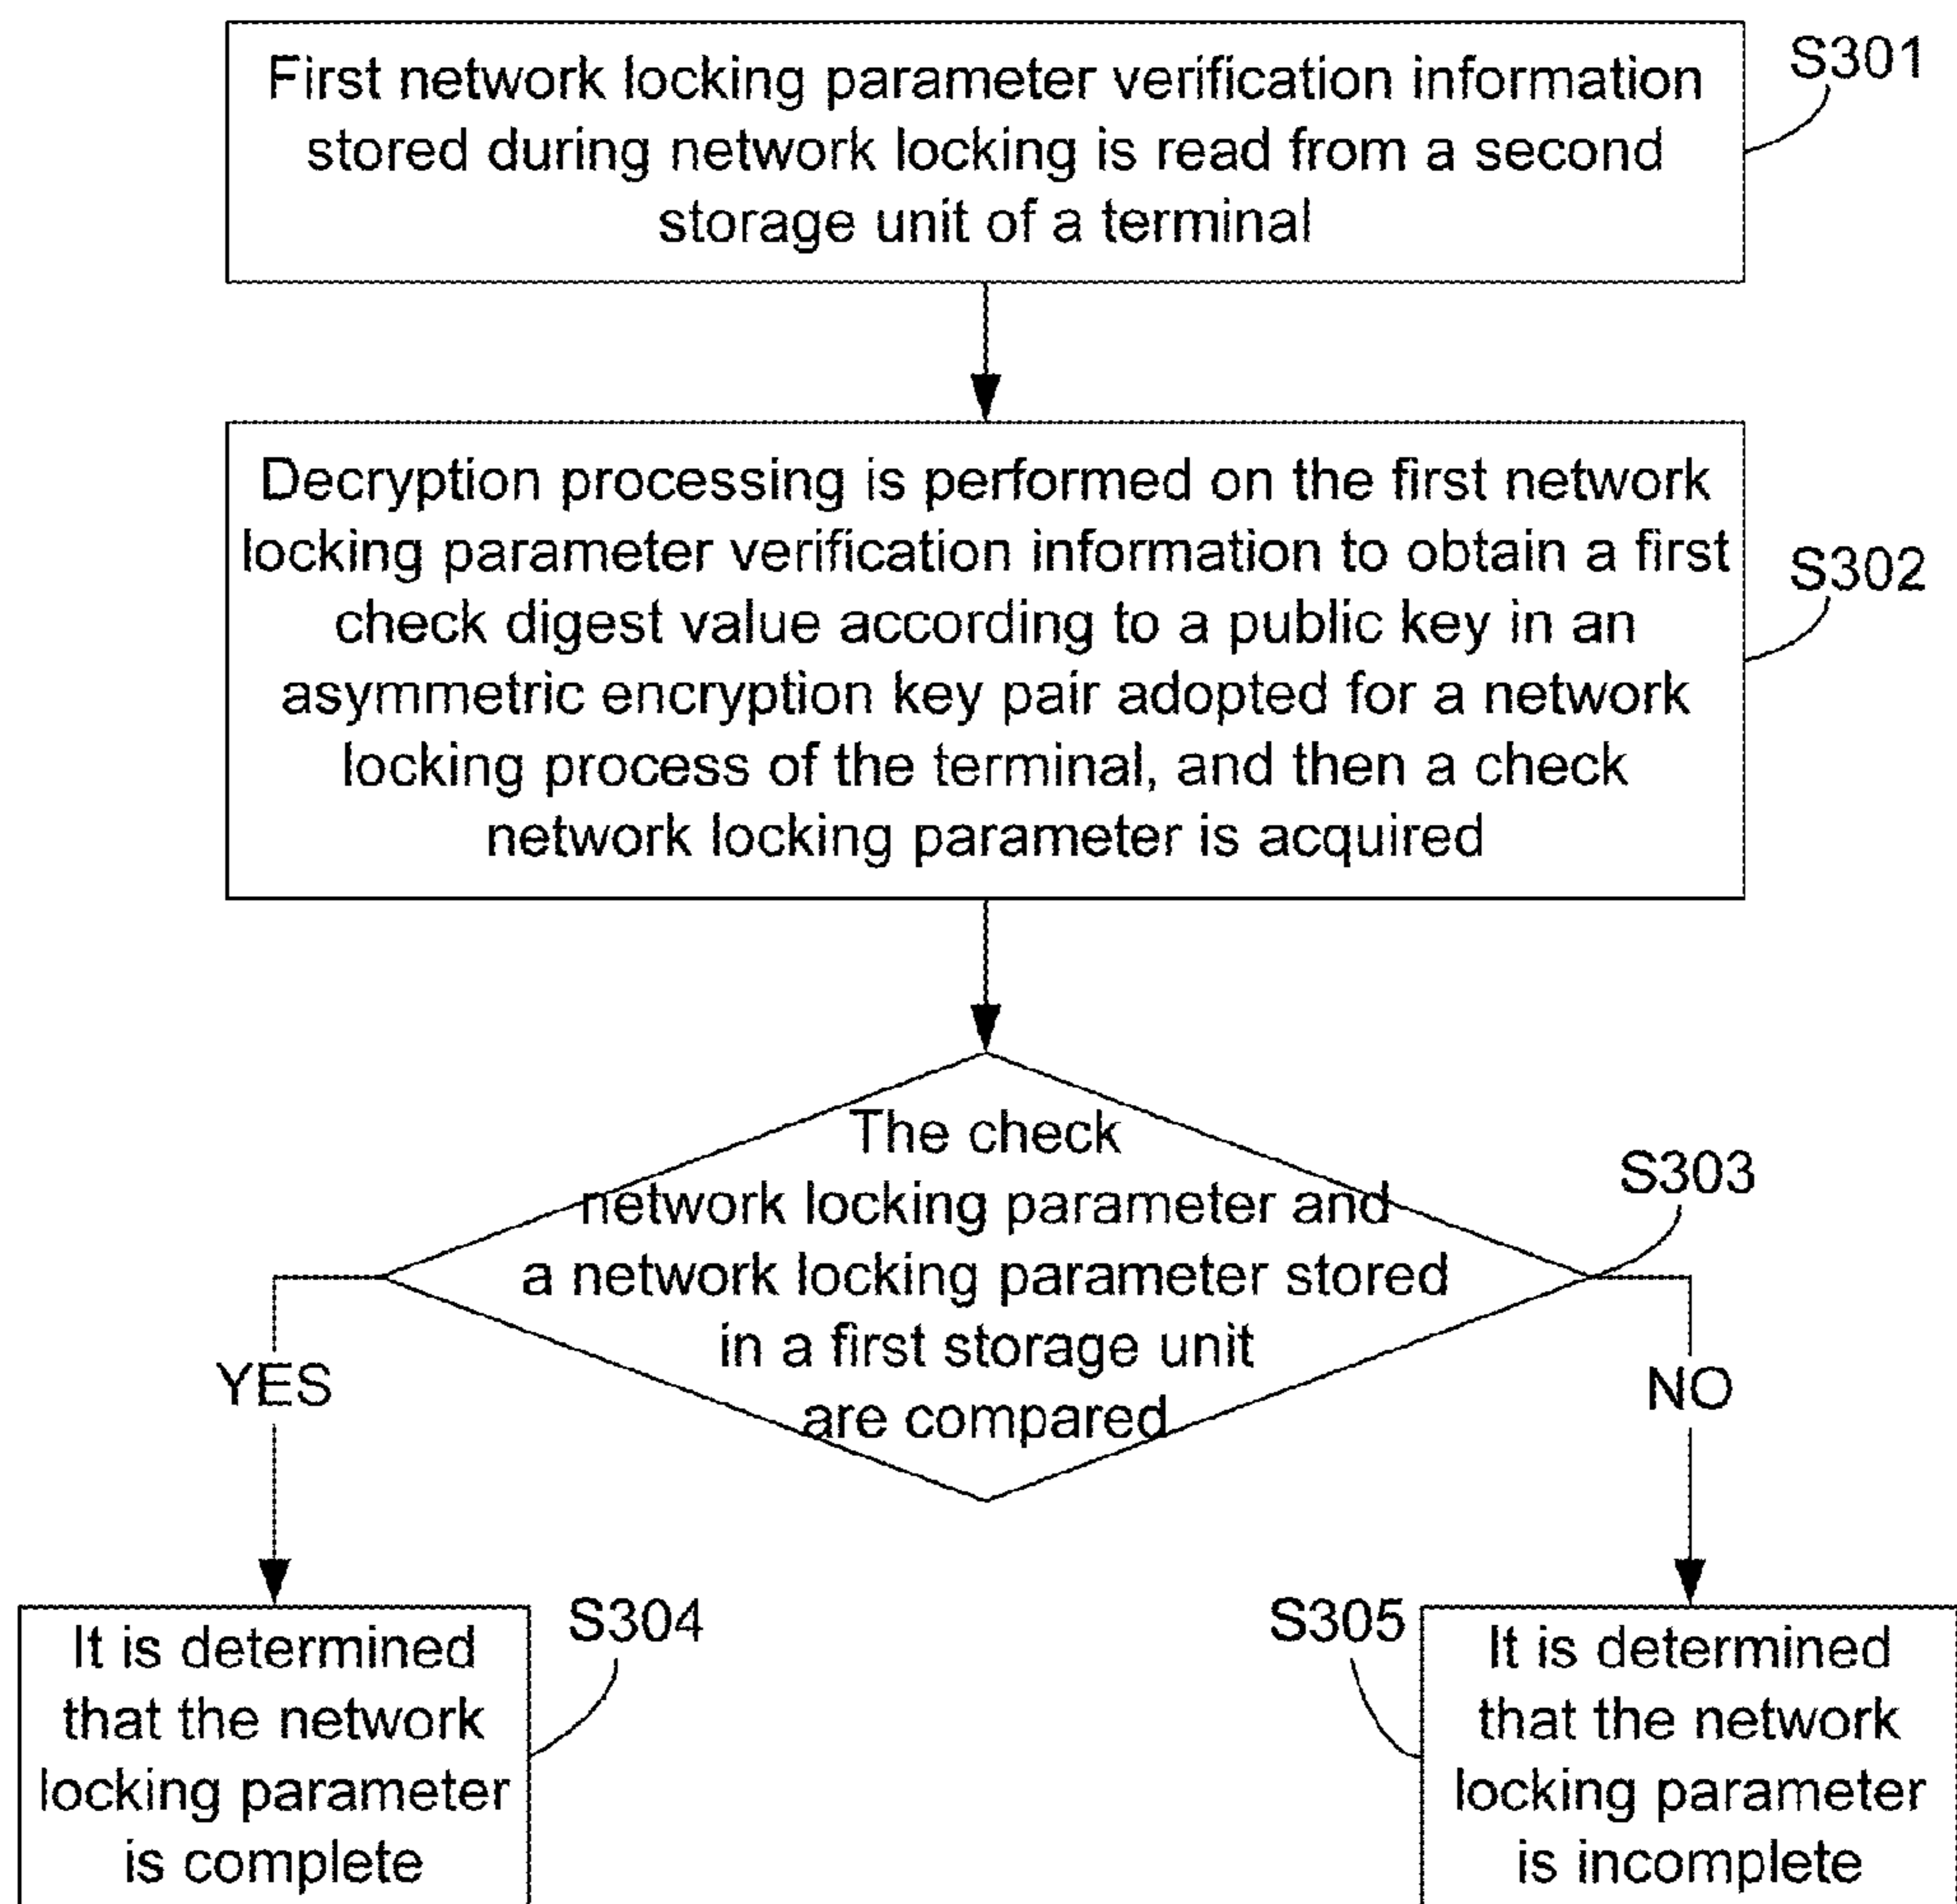 First network locking parameter verification information
stored during network locking is read from a second
storage unit of a terminal
S301
Decryption processing is performed on the first network
locking parameter verification information to obtain a first
check digest value according to a public key in an
asymmetric encryption key pair adopted for a network
locking process of the terminal, and then a check
network locking parameter is acquired
S302
The check
network locking parameter and
a network locking parameter stored
in a first storage unit
are compared
S303
YES
NO
It is determined
that the network
locking parameter
is complete
S304
S305
It is determined
that the network
locking parameter
is incomplete